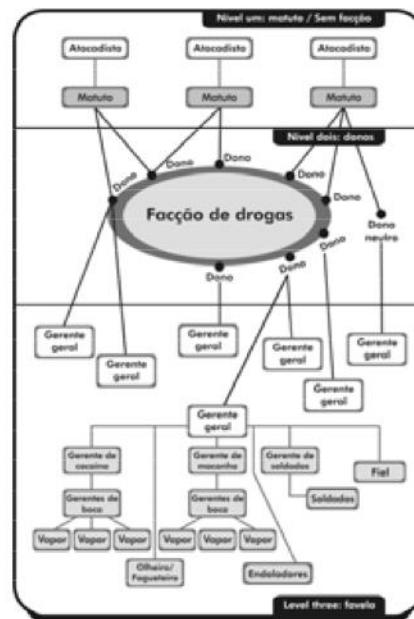 Nível um: matuto / Sem facção
Atacadista
Atacadista
Atacadista
Matuto
Matuto
Matuto
Nível dois: donos
Dono
Dono
Dono
Dono
Dono
Facção de drogas
Dono
Dono
neutro
Dono
Dono
Gerente
geral
Gerente
geral
Gerente
geral
Gerente
geral
Gerente
geral
Gerente
geral
Gerente
geral
Gerente de
cocaína
Gerente de
maconha
Gerente de
soldados
Fiel
Gerentes de
boca
Gerentes de
boca
Soldados
Vapor
Vapor
Vapor
Vapor
Vapor
Vapor
Olheiro/
Fogueteiro
Endoladores
Level three: favela